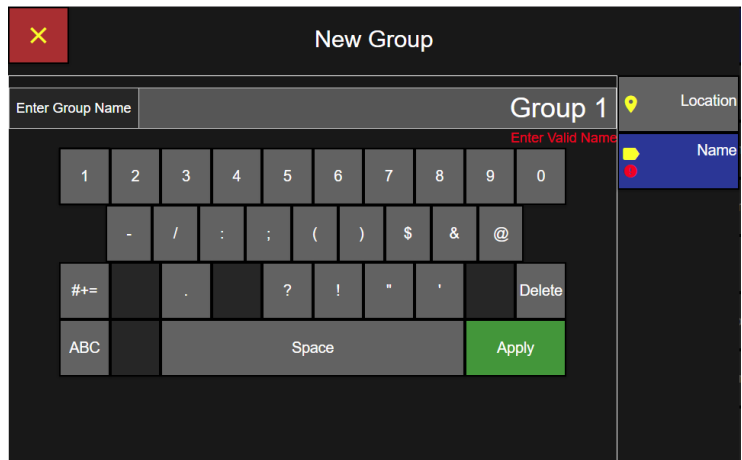 × New Group
Enter Group Name Group 1
Enter Valid Name
Location
Name
1 2 3 4 5 6 7 8 9 0
- / : ; ( ) $ & @
#+= . ? ! " ' Delete
ABC Space Apply